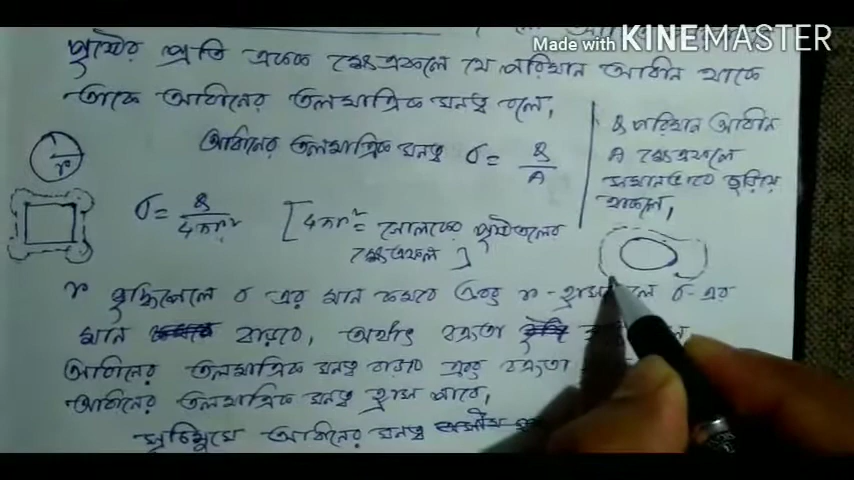 Made with KINEMASTER
পৃষ্ঠের প্রতি একক ক্ষেত্রফলে যে পরিমান আধান থাকে
তাকে আধানের তলমাত্রিক ঘনত্ব বলে,
আধানের তলমাত্রিক ঘনত্ব σ = Q/A
Q পরিমান আধান
A ক্ষেত্রফলে
সমানভাবে ছড়িয়ে
থাকলে,
r
σ = Q/4πr² [4πr² = গোলকের পৃষ্ঠতলের
ক্ষেত্রফল]
r বৃদ্ধি পেলে σ এর মান কমবে এবং r - হ্রাস পেলে σ-এর
মান বাড়বে, অর্থাৎ বক্রতা
আধানের তলমাত্রিক ঘনত্ব বাড়বে এবং বক্রতা
আধানের তলমাত্রিক ঘনত্ব হ্রাস পাবে,
সূচিমুখে আধানের ঘনত্ব